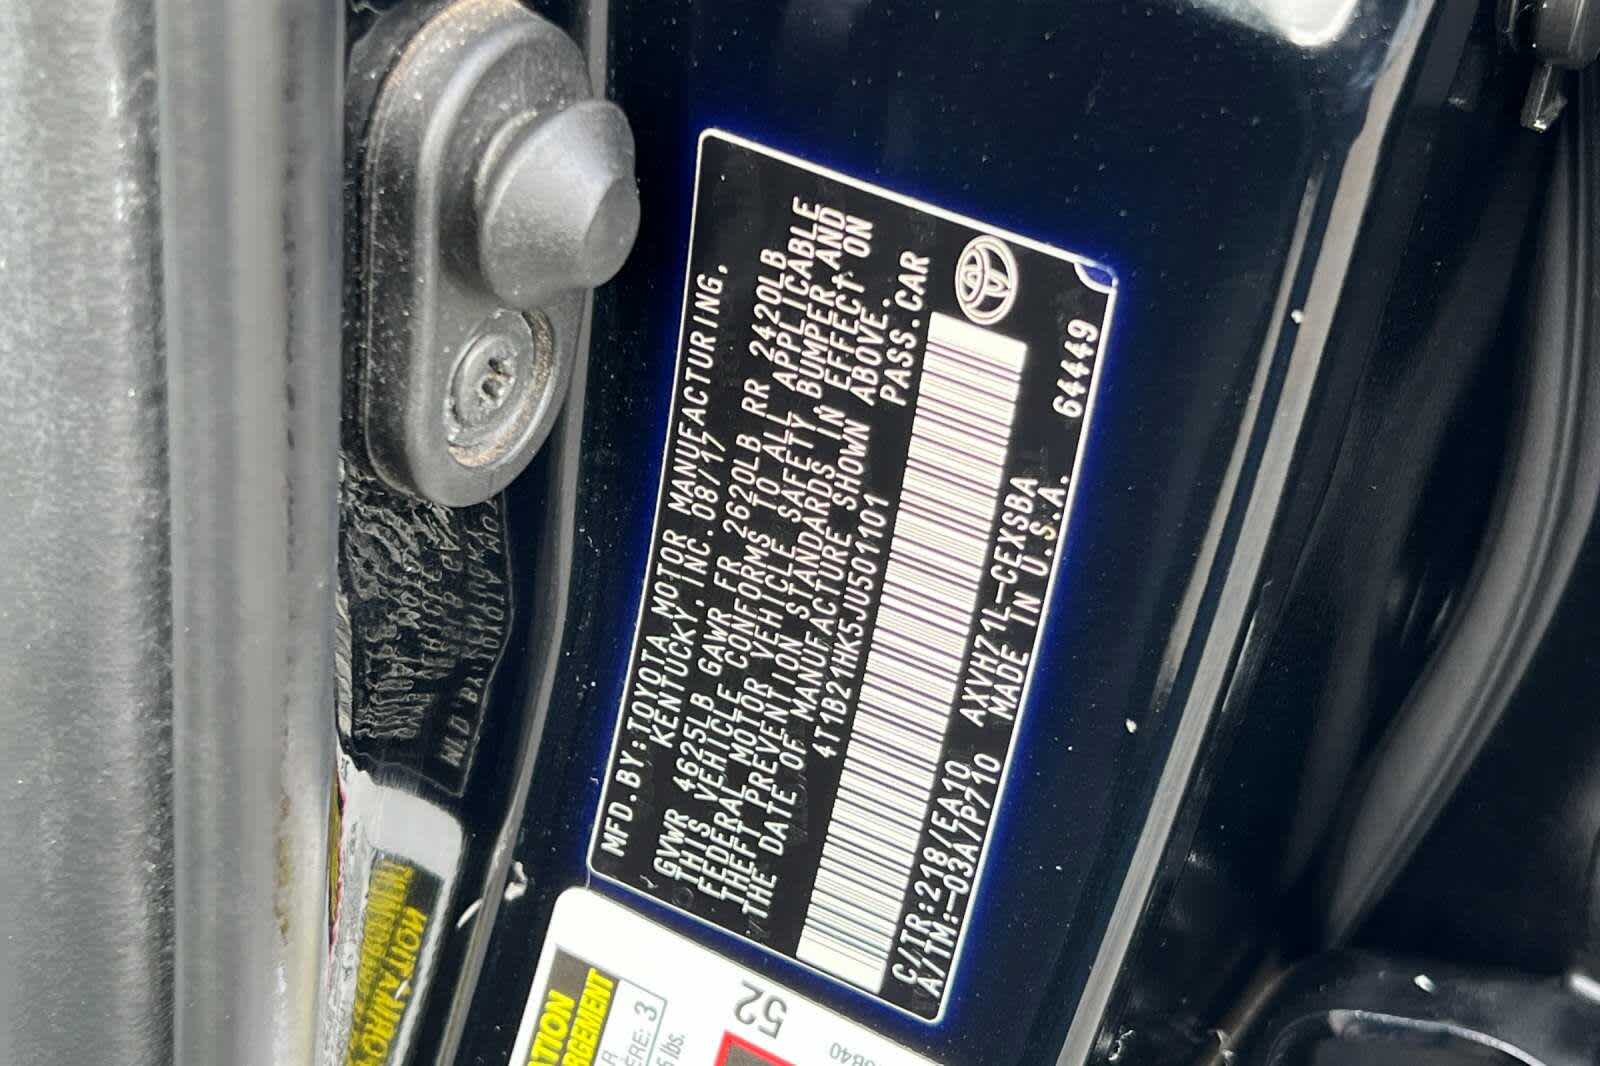 MFD.BY:TOYOTA MOTOR MANUFACTURING,
KENTUCKY,INC.08/17
GVWR 4625LB GAWR FR 2620LB RR 2420LB
THIS VEHICLE CONFORMS TO ALL APPLICABLE
FEDERAL MOTOR VEHICLE SAFETY,BUMPER,AND
THEFT PREVENTION STANDARDS IN EFFECT ON
THE DATE OF MANUFACTURE SHOWN ABOVE.
4T1B21HK5JU501101 PASS.CAR
C/TR:218/EA10 AXVH71L-CEXSBA
A/TM:-03A/P710 MADE IN U.S.A. 64449
3
52